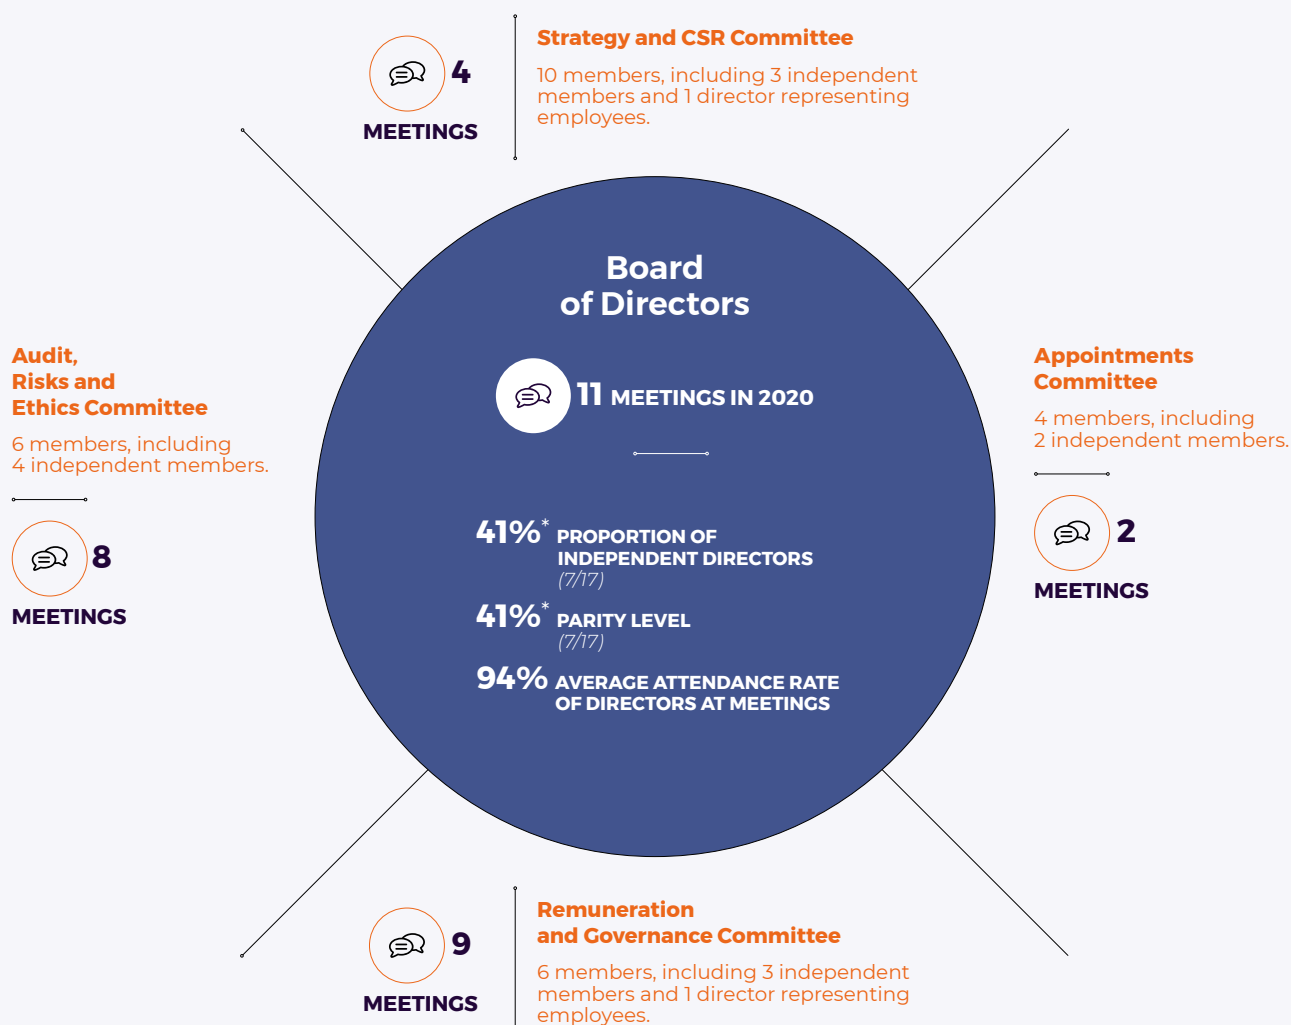 4
MEETINGS
Strategy and CSR Committee
10 members, including 3 independent
members and 1 director representing
employees.
Board
of Directors
11 MEETINGS IN 2020
41%* PROPORTION OF
INDEPENDENT DIRECTORS
(7/17)
41%* PARITY LEVEL
(7/17)
94% AVERAGE ATTENDANCE RATE
OF DIRECTORS AT MEETINGS
Audit,
Risks and
Ethics Committee
6 members, including
4 independent members.
8
MEETINGS
Appointments
Committee
4 members, including
2 independent members.
2
MEETINGS
9
MEETINGS
Remuneration
and Governance Committee
6 members, including 3 independent
members and 1 director representing
employees.